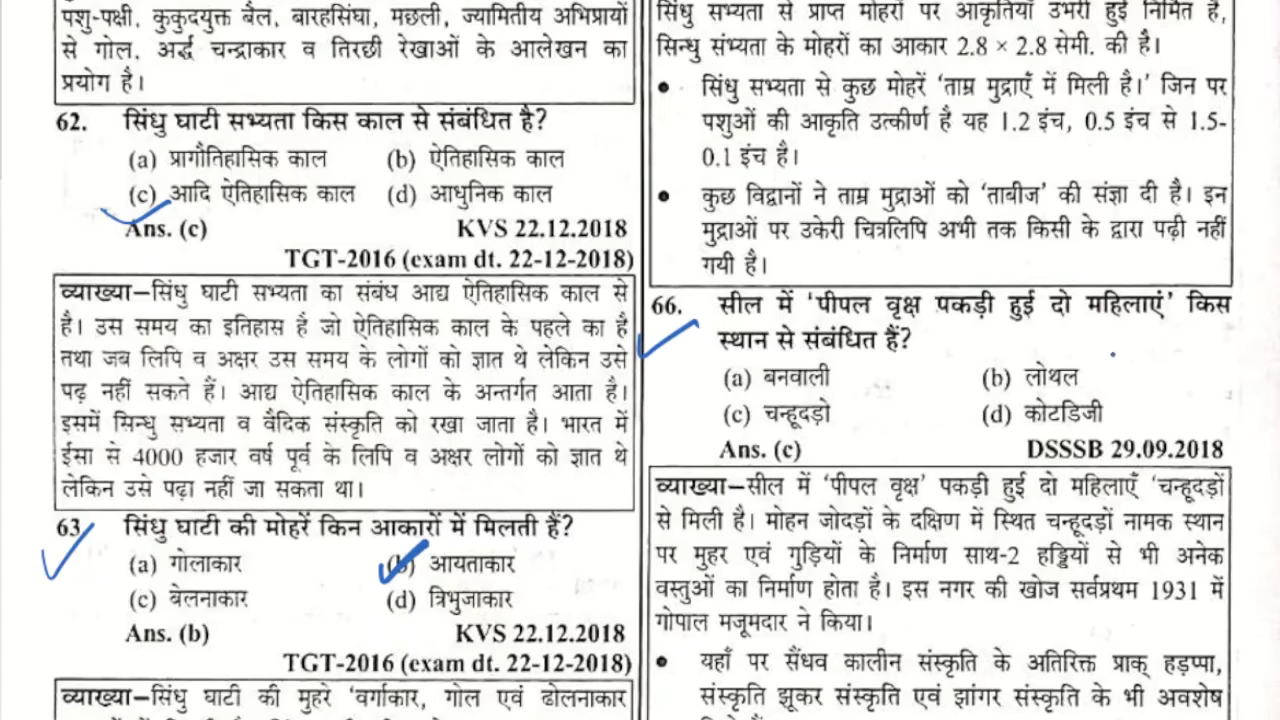 पशु-पक्षी, कुकुदयुक्त बैल, बारहसिंघा, मछली, ज्यामितीय अभिप्रायों
से गोल, अर्द्ध चन्द्राकार व तिरछी रेखाओं के आलेखन का
प्रयोग है।
62. सिंधु घाटी सभ्यता किस काल से संबंधित है?
(a) प्रागौतिहासिक काल (b) ऐतिहासिक काल
(c) आदि ऐतिहासिक काल (d) आधुनिक काल
Ans. (c) KVS 22.12.2018
TGT-2016 (exam dt. 22-12-2018)
व्याख्या–सिंधु घाटी सभ्यता का संबंध आद्य ऐतिहासिक काल से
है। उस समय का इतिहास है जो ऐतिहासिक काल के पहले का है
तथा जब लिपि व अक्षर उस समय के लोगों को ज्ञात थे लेकिन उसे
पढ़ नहीं सकते हैं। आद्य ऐतिहासिक काल के अन्तर्गत आता है।
इसमें सिन्धु सभ्यता व वैदिक संस्कृति को रखा जाता है। भारत में
ईसा से 4000 हजार वर्ष पूर्व के लिपि व अक्षर लोगों को ज्ञात थे
लेकिन उसे पढ़ा नहीं जा सकता था।
63 सिंधु घाटी की मोहरें किन आकारों में मिलती हैं?
(a) गोलाकार (b) आयताकार
(c) बेलनाकार (d) त्रिभुजाकार
Ans. (b) KVS 22.12.2018
TGT-2016 (exam dt. 22-12-2018)
व्याख्या–सिंधु घाटी की मुहरे 'वर्गाकार, गोल एवं ढोलनाकार
सिंधु सभ्यता से प्राप्त मोहरों पर आकृतियाँ उभरी हुई निर्मित है,
सिन्धु संभ्यता के मोहरों का आकार 2.8 × 2.8 सेमी. की है।
• सिंधु सभ्यता से कुछ मोहरें 'ताम्र मुद्राएँ में मिली है।' जिन पर
पशुओं की आकृति उत्कीर्ण है यह 1.2 इंच, 0.5 इंच से 1.5-
0.1 इंच है।
• कुछ विद्वानों ने ताम्र मुद्राओं को 'ताबीज' की संज्ञा दी है। इन
मुद्राओं पर उकेरी चित्रलिपि अभी तक किसी के द्वारा पढ़ी नहीं
गयी है।
66. सील में 'पीपल वृक्ष पकड़ी हुई दो महिलाएं' किस
स्थान से संबंधित हैं?
(a) बनवाली (b) लोथल
(c) चन्हूदड़ो (d) कोटडिजी
Ans. (c) DSSSB 29.09.2018
व्याख्या–सील में 'पीपल वृक्ष' पकड़ी हुई दो महिलाएँ 'चन्हूदड़ों
से मिली है। मोहन जोदड़ों के दक्षिण में स्थित चन्हूदड़ों नामक स्थान
पर मुहर एवं गुड़ियों के निर्माण साथ-2 हड्डियों से भी अनेक
वस्तुओं का निर्माण होता है। इस नगर की खोज सर्वप्रथम 1931 में
गोपाल मजूमदार ने किया।
• यहाँ पर सैंधव कालीन संस्कृति के अतिरिक्त प्राक् हड़प्पा,
संस्कृति झूकर संस्कृति एवं झांगर संस्कृति के भी अवशेष